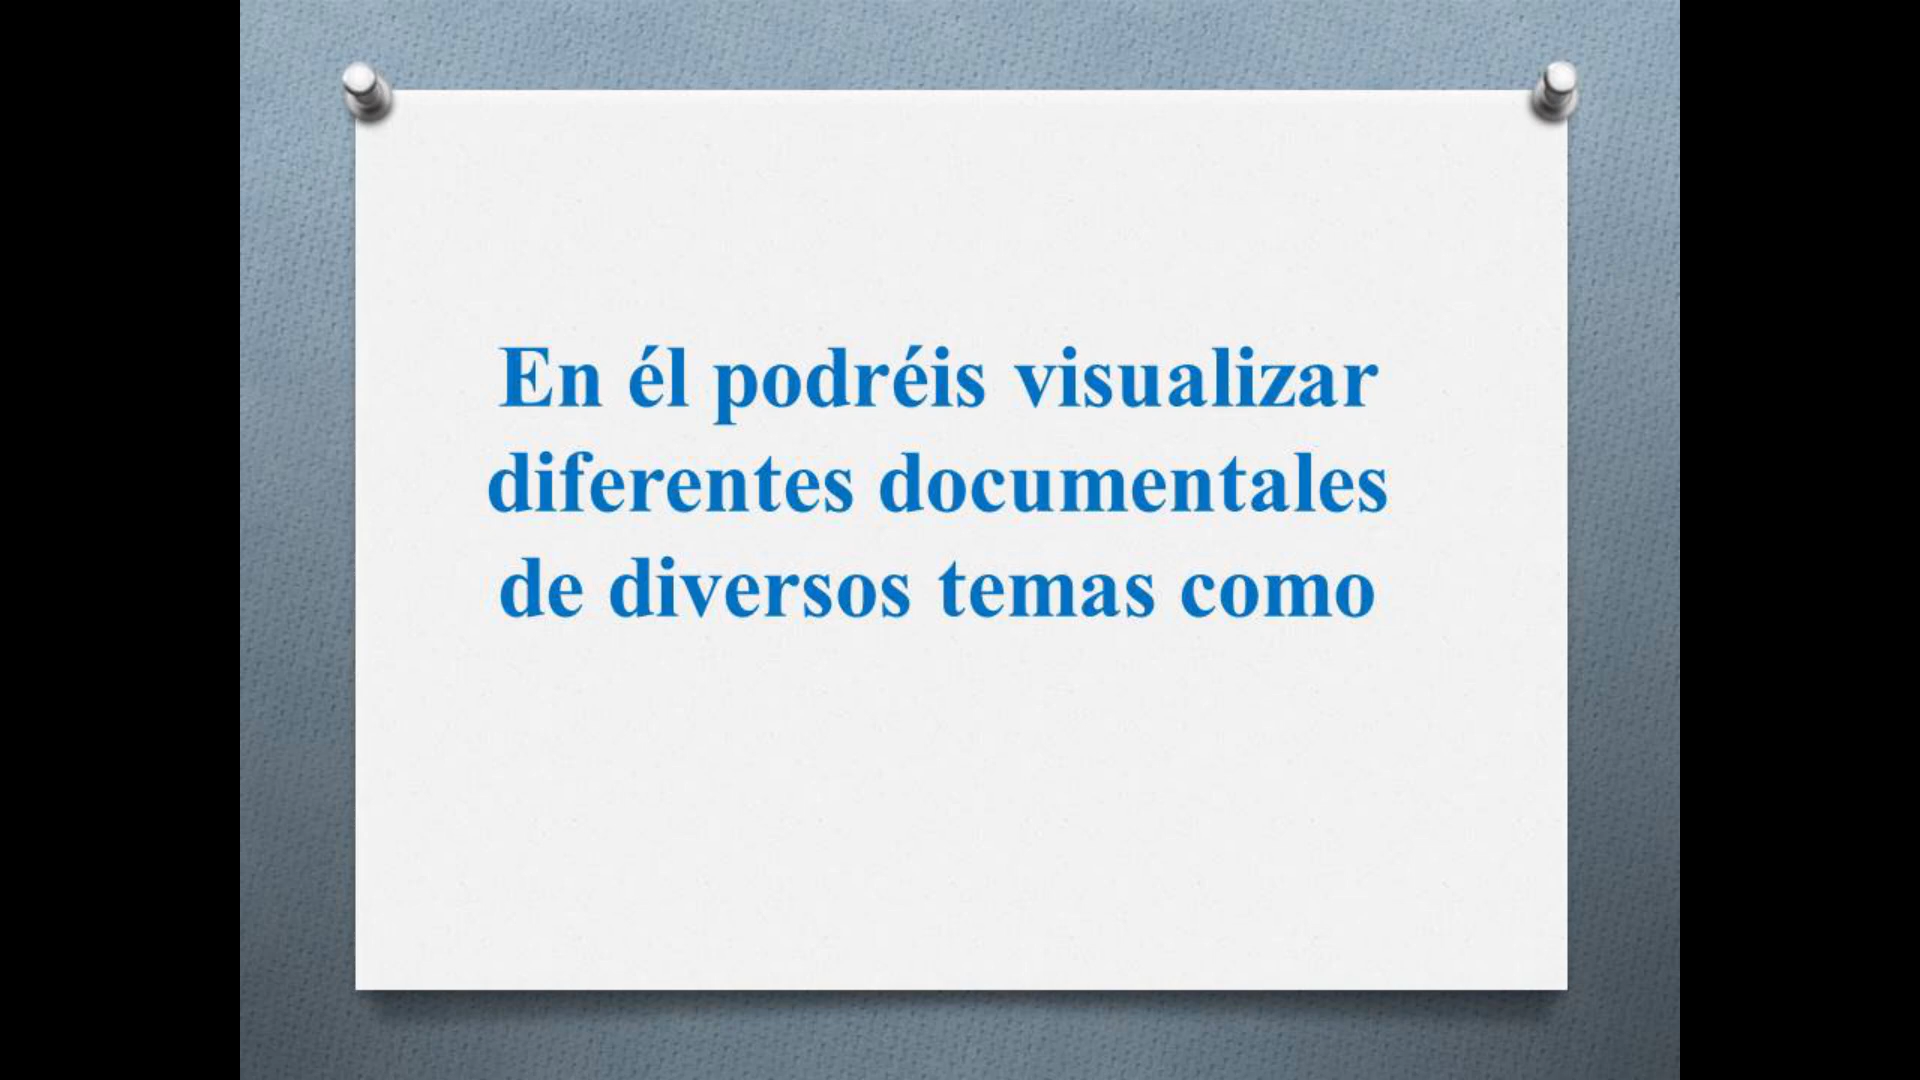 En él podréis visualizar
diferentes documentales
de diversos temas como